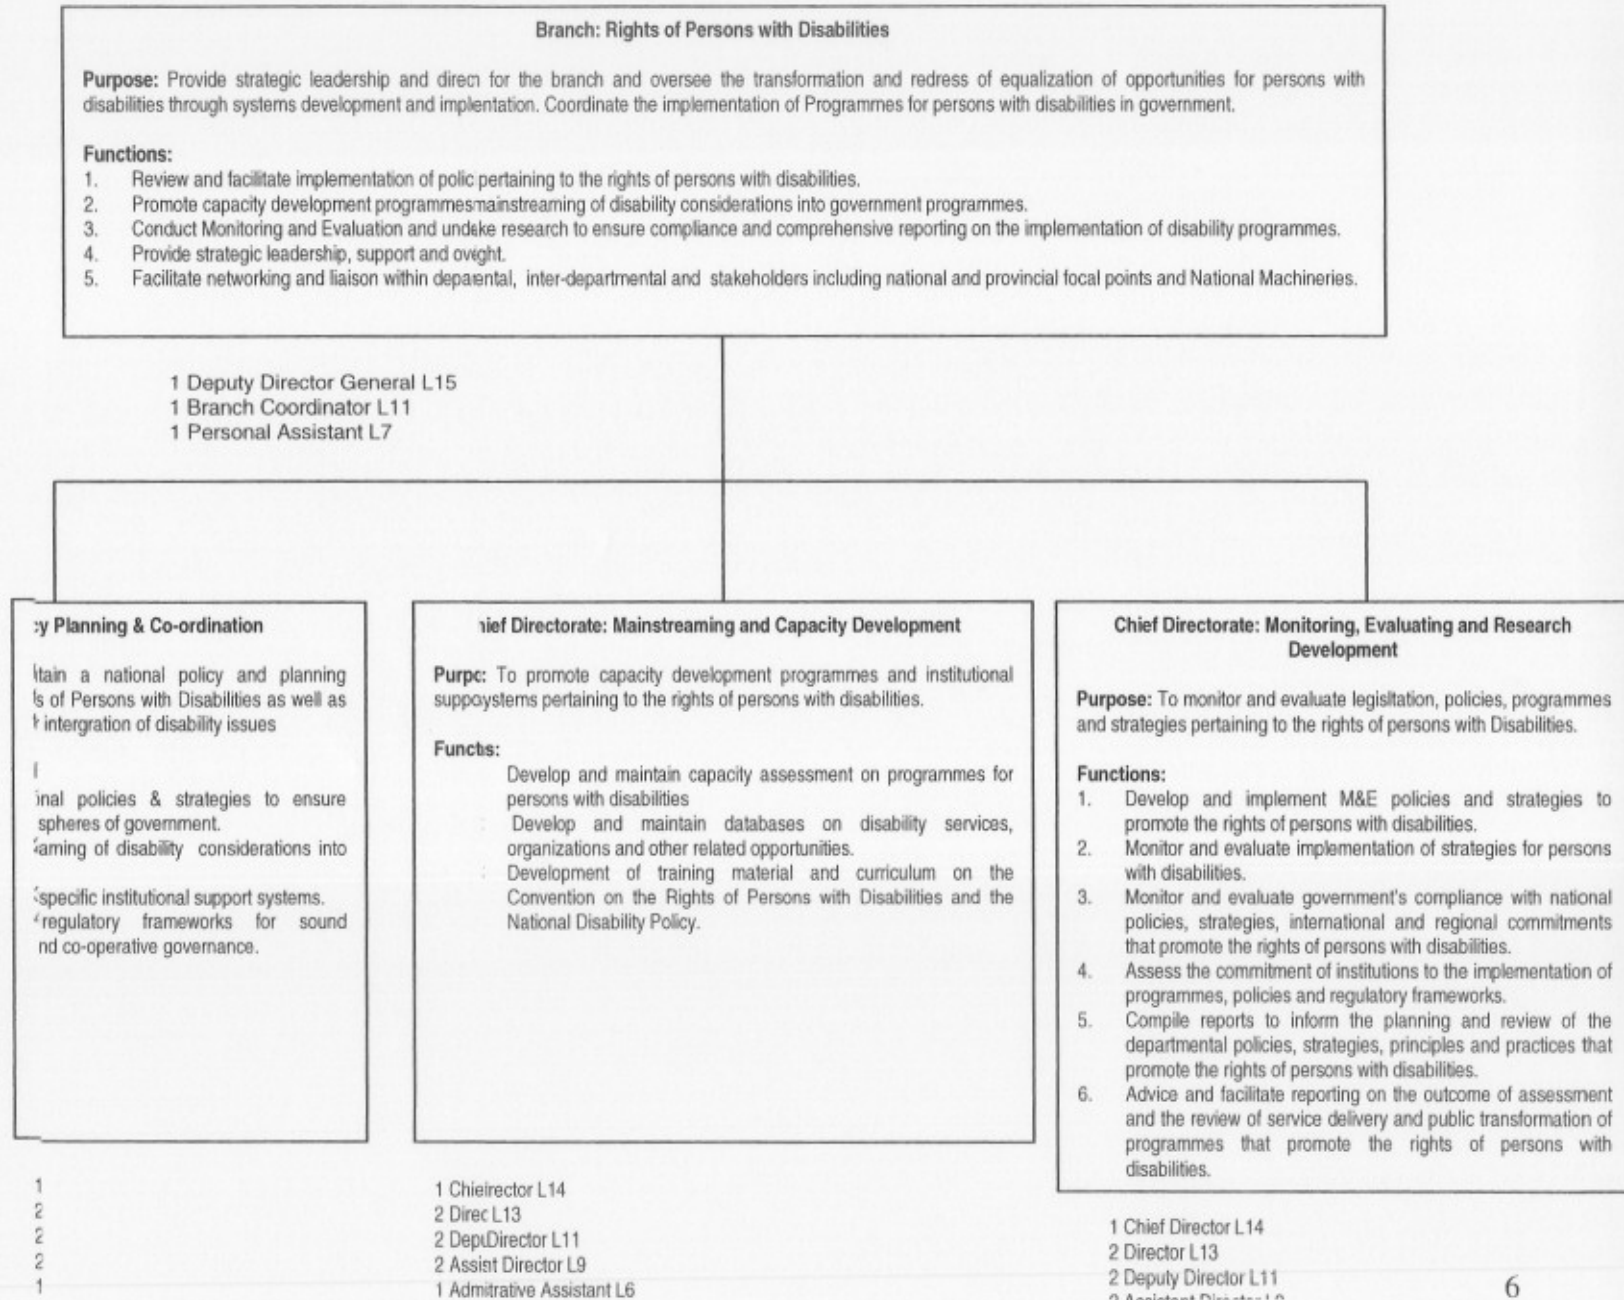 Branch: Rights of Persons with Disabilities
Purpose: Provide strategic leadership and direcn for the branch and oversee the transformation and redress of equalization of opportunities for persons with
disabilities through systems development and implentation. Coordinate the implementation of Programmes for persons with disabilities in government.
Functions:
1. Review and facilitate implementation of polic pertaining to the rights of persons with disabilities.
2. Promote capacity development programmesmainstreaming of disability considerations into government programmes.
3. Conduct Monitoring and Evaluation and undeke research to ensure compliance and comprehensive reporting on the implementation of disability programmes.
4. Provide strategic leadership, support and ovight.
5. Facilitate networking and liaison within depaental, inter-departmental and stakeholders including national and provincial focal points and National Machineries.
1 Deputy Director General L15
1 Branch Coordinator L11
1 Personal Assistant L7
y Planning & Co-ordination
tain a national policy and planning
s of Persons with Disabilities as well as
intergration of disability issues
nal policies & strategies to ensure
spheres of government.
aming of disability considerations into
specific institutional support systems.
regulatory frameworks for sound
nd co-operative governance.
1
2
2
2
1
ief Directorate: Mainstreaming and Capacity Development
Purpc: To promote capacity development programmes and institutional
suppoystems pertaining to the rights of persons with disabilities.
Functis:
Develop and maintain capacity assessment on programmes for
persons with disabilities
Develop and maintain databases on disability services,
organizations and other related opportunities.
Development of training material and curriculum on the
Convention on the Rights of Persons with Disabilities and the
National Disability Policy.
1 Chieirector L14
2 Direc L13
2 DepuDirector L11
2 Assist Director L9
1 Admitrative Assistant L6
Chief Directorate: Monitoring, Evaluating and Research
Development
Purpose: To monitor and evaluate legisltation, policies, programmes
and strategies pertaining to the rights of persons with Disabilities.
Functions:
1. Develop and implement M&E policies and strategies to
promote the rights of persons with disabilities.
2. Monitor and evaluate implementation of strategies for persons
with disabilities.
3. Monitor and evaluate government's compliance with national
policies, strategies, international and regional commitments
that promote the rights of persons with disabilities.
4. Assess the commitment of institutions to the implementation of
programmes, policies and regulatory frameworks.
5. Compile reports to inform the planning and review of the
departmental policies, strategies, principles and practices that
promote the rights of persons with disabilities.
6. Advice and facilitate reporting on the outcome of assessment
and the review of service delivery and public transformation of
programmes that promote the rights of persons with
disabilities.
1 Chief Director L14
2 Director L13
2 Deputy Director L11
2 Assistant Director L9
6